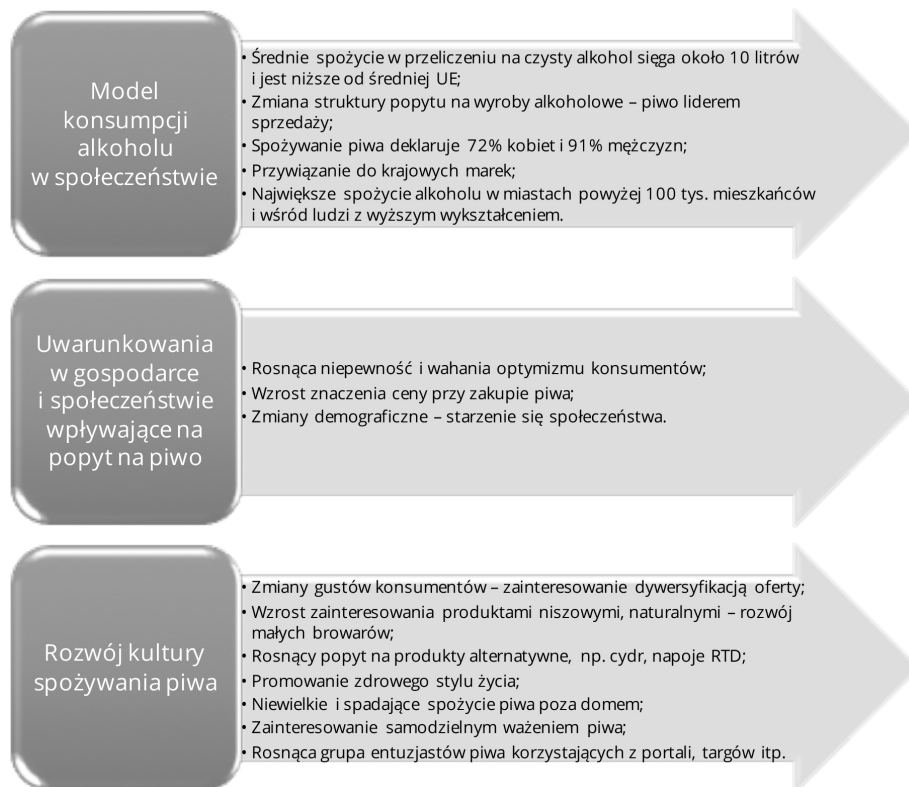 Model
konsumpcji
alkoholu
w społeczeństwie
• Średnie spożycie w przeliczeniu na czysty alkohol sięga około 10 litrów
i jest niższe od średniej UE;
• Zmiana struktury popytu na wyroby alkoholowe – piwo liderem
sprzedaży;
• Spożywanie piwa deklaruje 72% kobiet i 91% mężczyzn;
• Przywiązanie do krajowych marek;
• Największe spożycie alkoholu w miastach powyżej 100 tys. mieszkańców
i wśród ludzi z wyższym wykształceniem.
Uwarunkowania
w gospodarce
i społeczeństwie
wpływające na
popyt na piwo
• Rosnąca niepewność i wahania optymizmu konsumentów;
• Wzrost znaczenia ceny przy zakupie piwa;
• Zmiany demograficzne – starzenie się społeczeństwa.
Rozwój kultury
spożywania piwa
• Zmiany gustów konsumentów – zainteresowanie dywersyfikacją oferty;
• Wzrost zainteresowania produktami niszowymi, naturalnymi – rozwój
małych browarów;
• Rosnący popyt na produkty alternatywne, np. cydr, napoje RTD;
• Promowanie zdrowego stylu życia;
• Niewielkie i spadające spożycie piwa poza domem;
• Zainteresowanie samodzielnym ważeniem piwa;
• Rosnąca grupa entuzjastów piwa korzystających z portali, targów itp.